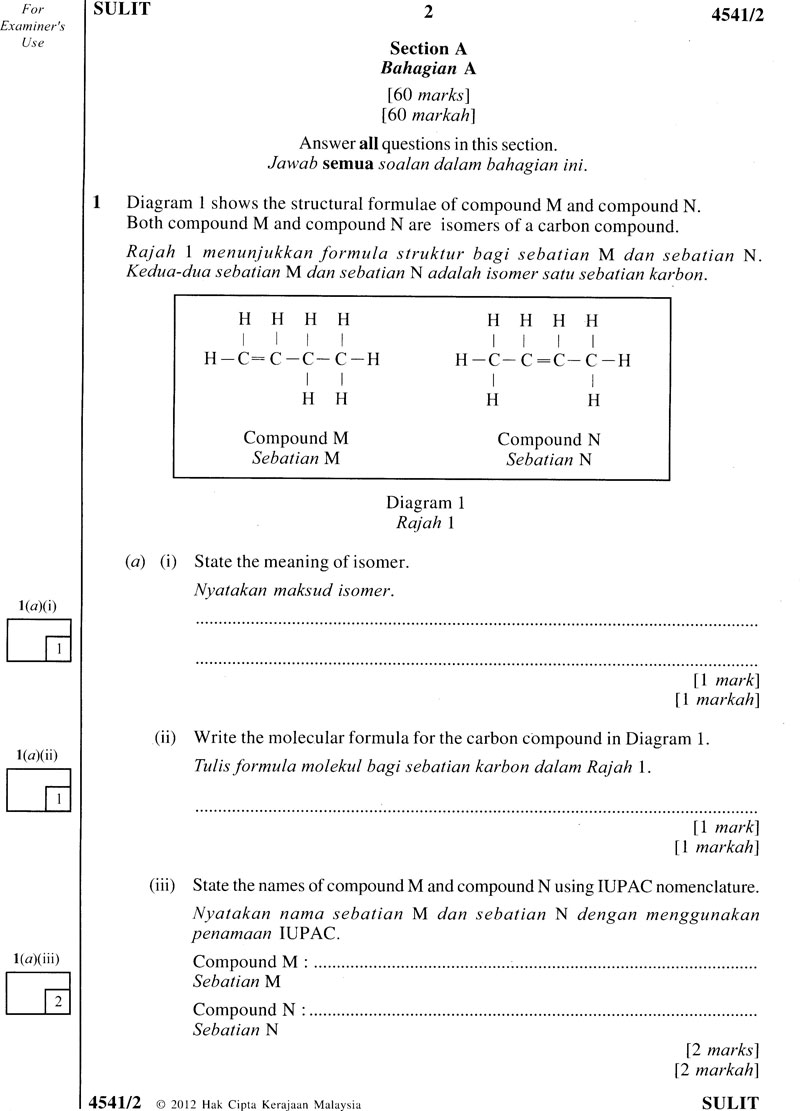 For
Examiner's
Use
SULIT 2 4541/2
Section A
Bahagian A
[60 marks]
[60 markah]
Answer all questions in this section.
Jawab semua soalan dalam bahagian ini.
1 Diagram 1 shows the structural formulae of compound M and compound N.
Both compound M and compound N are isomers of a carbon compound.
Rajah 1 menunjukkan formula struktur bagi sebatian M dan sebatian N.
Kedua-dua sebatian M dan sebatian N adalah isomer satu sebatian karbon.
H H H H H H H H
| | | | | | | |
H – C = C – C – C – H H – C – C = C – C – H
| | | |
H H H H
Compound M Compound N
Sebatian M Sebatian N
Diagram 1
Rajah 1
(a) (i) State the meaning of isomer.
Nyatakan maksud isomer.
1(a)(i)
1
[1 mark]
[1 markah]
(ii) Write the molecular formula for the carbon compound in Diagram 1.
1(a)(ii)
Tulis formula molekul bagi sebatian karbon dalam Rajah 1.
1
[1 mark]
[1 markah]
(iii) State the names of compound M and compound N using IUPAC nomenclature.
Nyatakan nama sebatian M dan sebatian N dengan menggunakan
penamaan IUPAC.
1(a)(iii)
Compound M : ..........
Sebatian M
2
Compound N : ..........
Sebatian N
[2 marks]
[2 markah]
4541/2 © 2012 Hak Cipta Kerajaan Malaysia SULIT